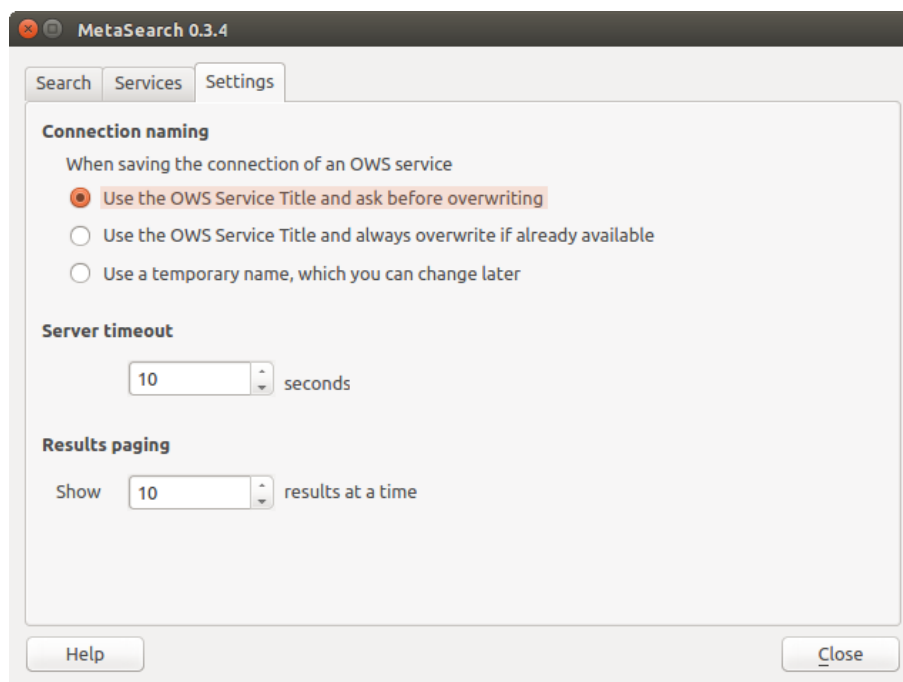 MetaSearch 0.3.4
Search Services Settings
Connection naming
When saving the connection of an OWS service
Use the OWS Service Title and ask before overwriting
Use the OWS Service Title and always overwrite if already available
Use a temporary name, which you can change later
Server timeout
10 seconds
Results paging
Show 10 results at a time
Help Close